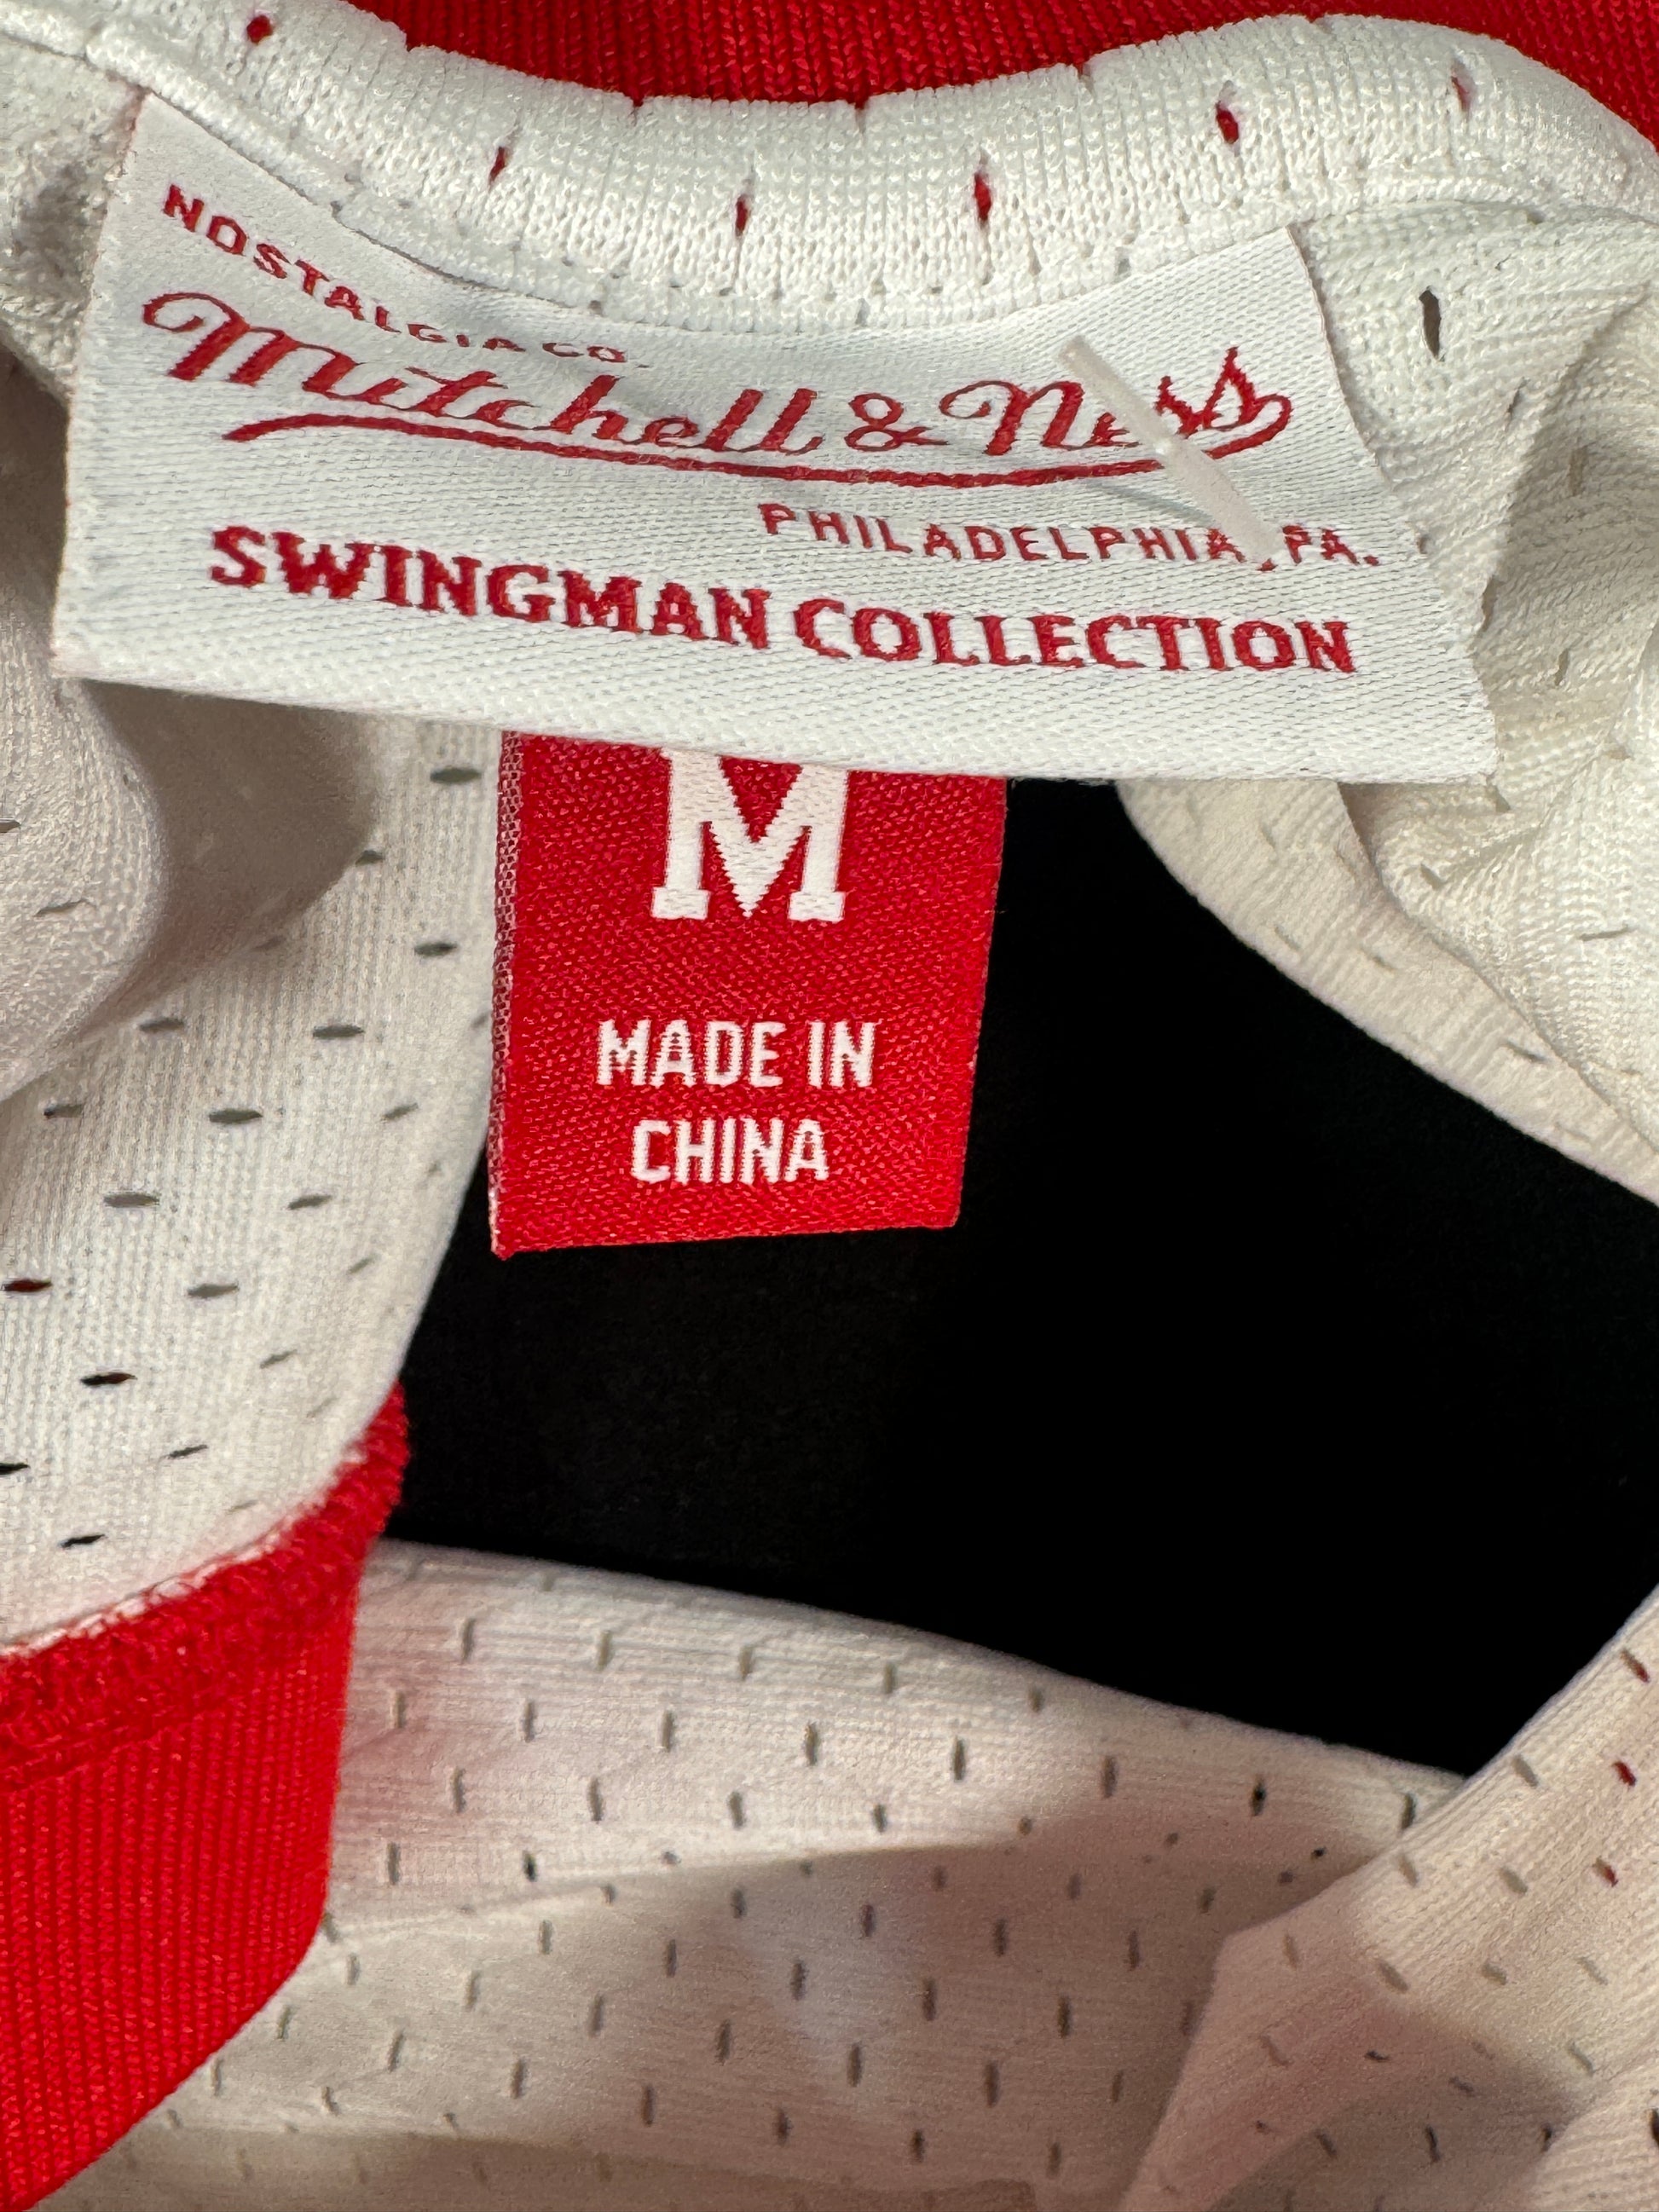 NOSTALGIA CO.
Mitchell & Ness
PHILADELPHIA, PA.
SWINGMAN COLLECTION
M
MADE IN
CHINA